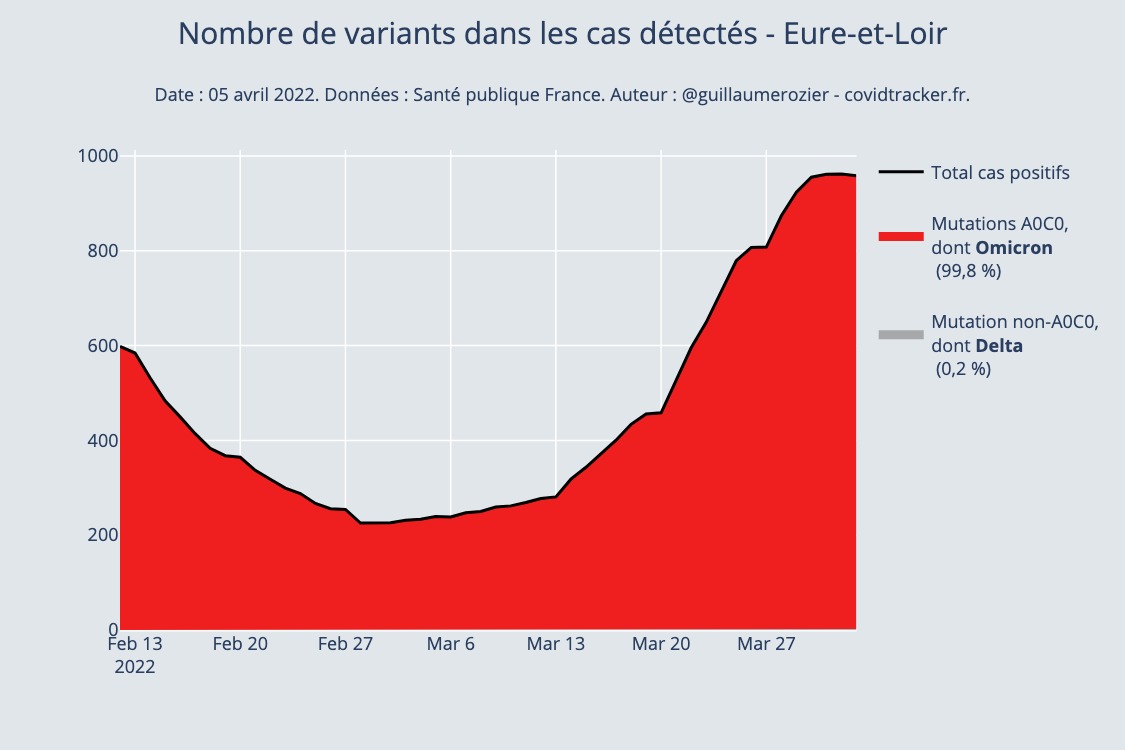 Nombre de variants dans les cas détectés - Eure-et-Loir
Date : 05 avril 2022. Données : Santé publique France. Auteur : @guillaumerozier - covidtracker.fr.
1000
800
600
400
200
0
Feb 13
2022
Feb 20
Feb 27
Mar 6
Mar 13
Mar 20
Mar 27
Total cas positifs
Mutations A0C0,
dont Omicron
(99,8 %)
Mutation non-A0C0,
dont Delta
(0,2 %)